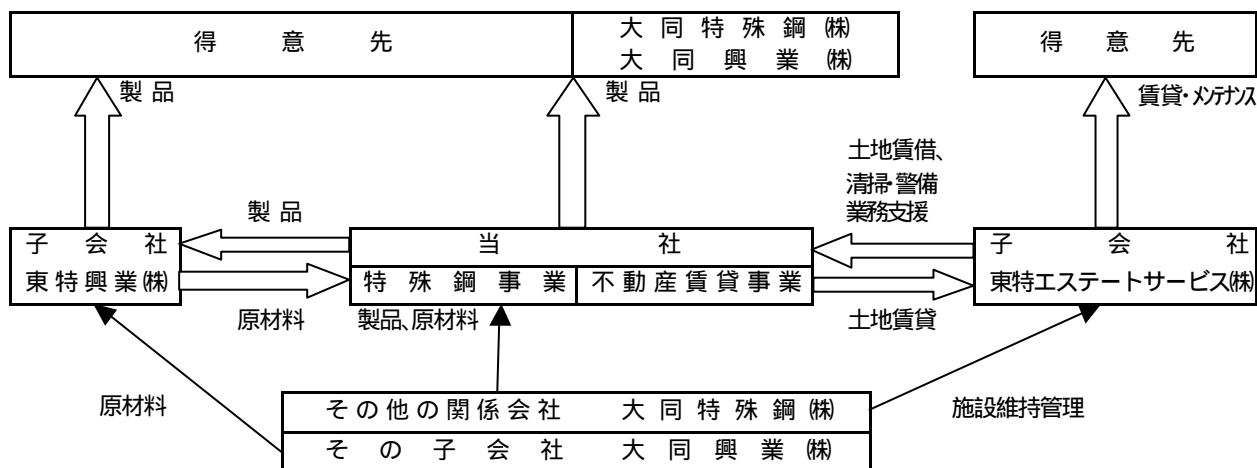 得意先
大同特殊鋼㈱
大同興業㈱
得意先
製品
製品
賃貸・メンテナンス
土地賃借、
清掃・警備
業務支援
製品
子会社
東特興業㈱
当社
特殊鋼事業
不動産賃貸事業
子会社
東特エステートサービス㈱
原材料
製品、原材料
土地賃貸
原材料
施設維持管理
その他の関係会社 大同特殊鋼㈱
その子会社 大同興業㈱